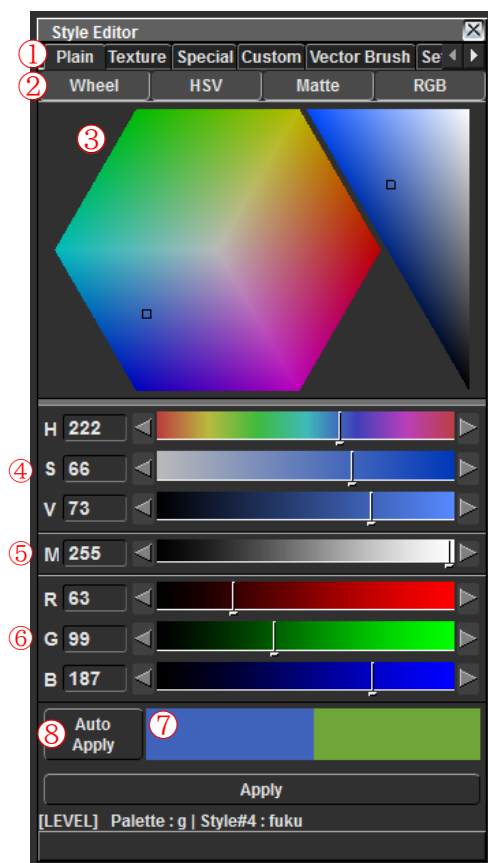 Style Editor
① Plain Texture Special Custom Vector Brush Se
② Wheel HSV Matte RGB
③
H 222
④ S 66
V 73
⑤ M 255
R 63
⑥ G 99
B 187
⑧ Auto Apply ⑦
Apply
[LEVEL] Palette : g | Style#4 : fuku